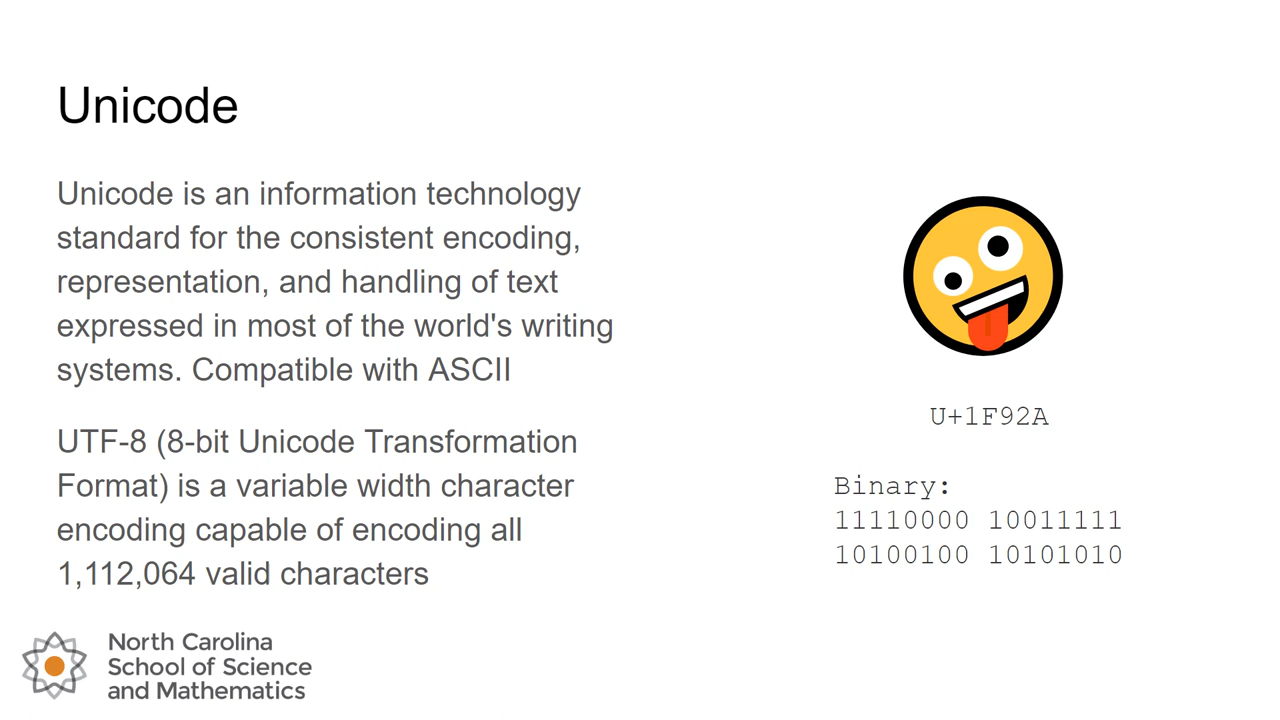 Unicode
Unicode is an information technology
standard for the consistent encoding,
representation, and handling of text
expressed in most of the world's writing
systems. Compatible with ASCII
UTF-8 (8-bit Unicode Transformation
Format) is a variable width character
encoding capable of encoding all
1,112,064 valid characters
U+1F92A
Binary:
11110000 10011111
10100100 10101010
North Carolina
School of Science
and Mathematics